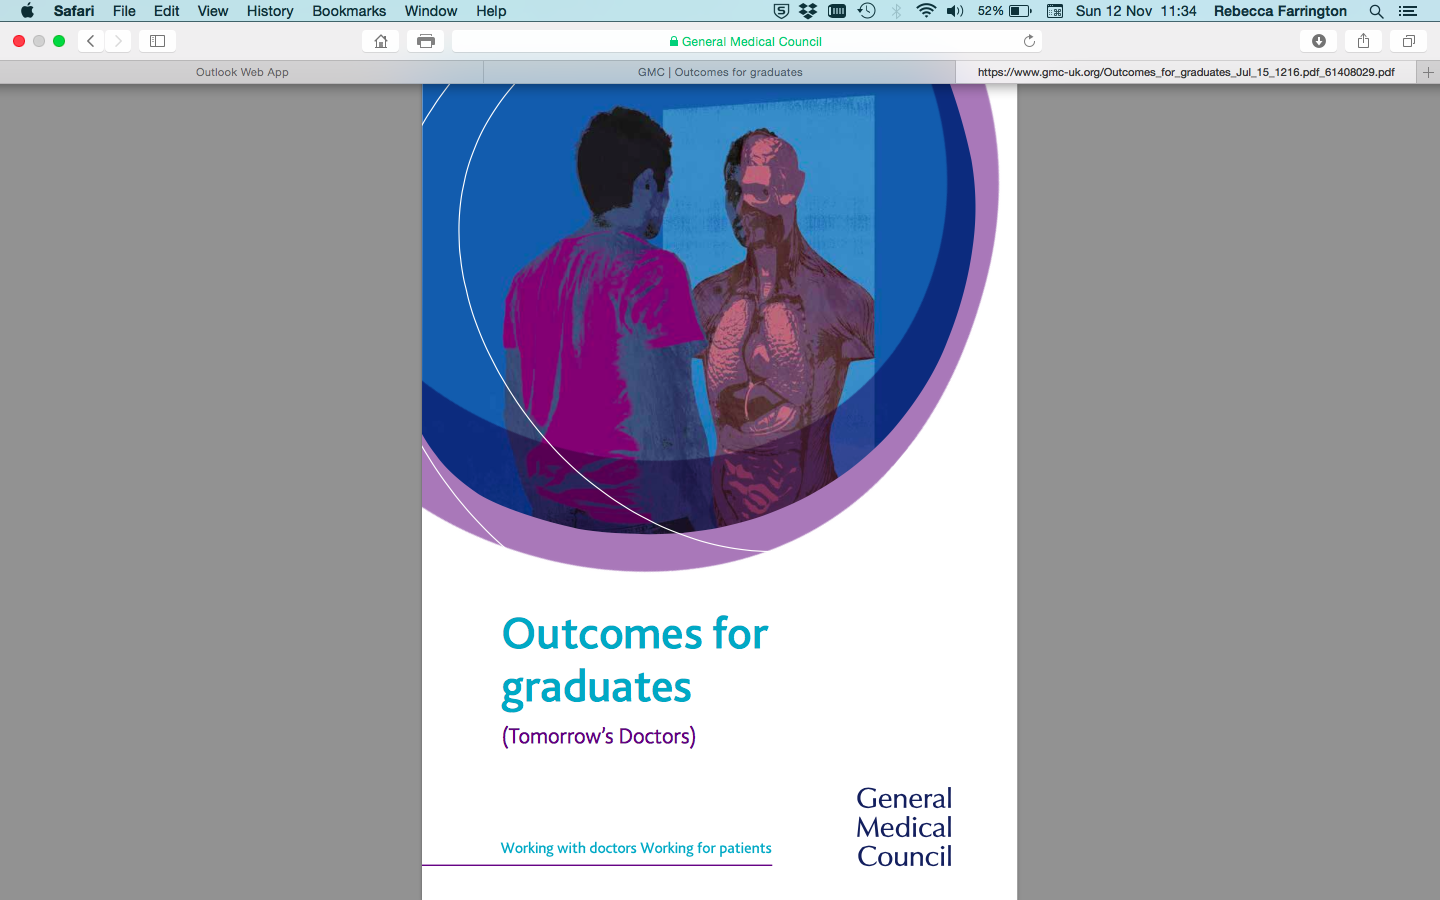 Safari File Edit View History Bookmarks Window Help 52% Sun 12 Nov 11:34 Rebecca Farrington
General Medical Council
Outlook Web App
GMC | Outcomes for graduates
https://www.gmc-uk.org/Outcomes_for_graduates_Jul_15_1216.pdf_61408029.pdf
Outcomes for
graduates
(Tomorrow's Doctors)
General
Medical
Council
Working with doctors Working for patients